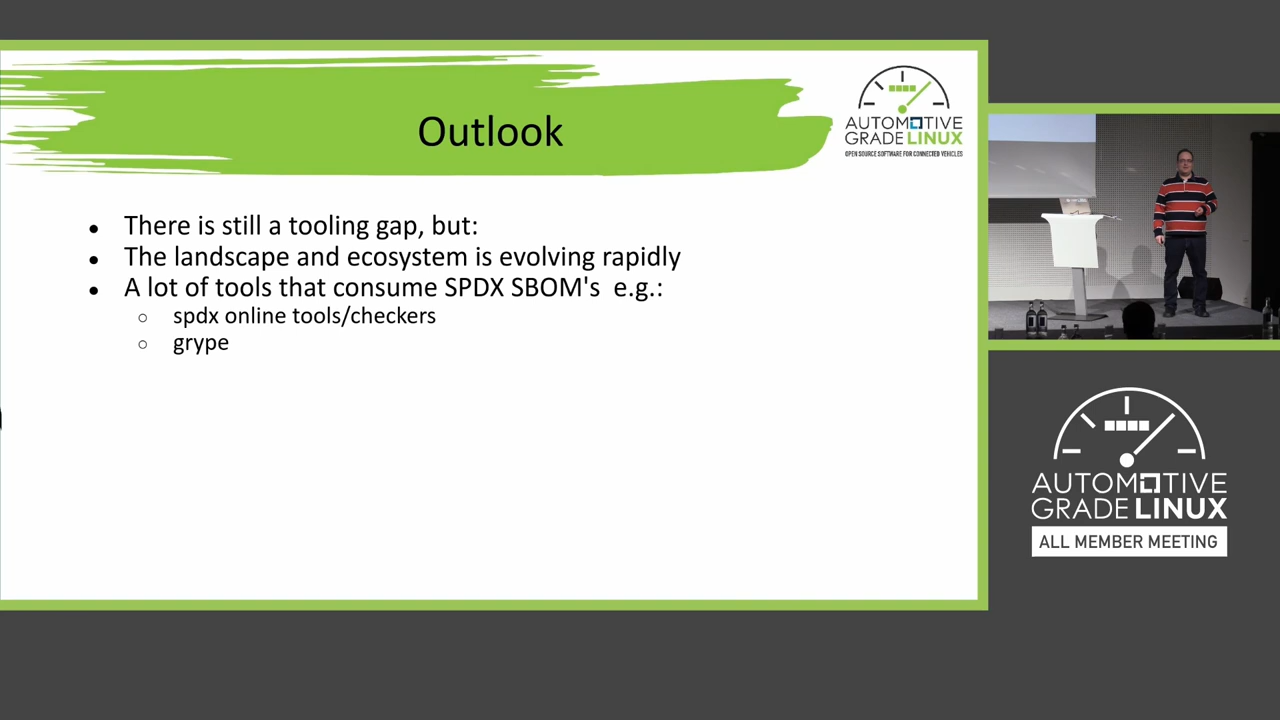 Outlook
AUTOMOTIVE
GRADE LINUX
OPEN SOURCE SOFTWARE FOR CONNECTED VEHICLES
There is still a tooling gap, but:
The landscape and ecosystem is evolving rapidly
A lot of tools that consume SPDX SBOM's e.g.:
spdx online tools/checkers
grype
AUTOMOTIVE
GRADE LINUX
ALL MEMBER MEETING